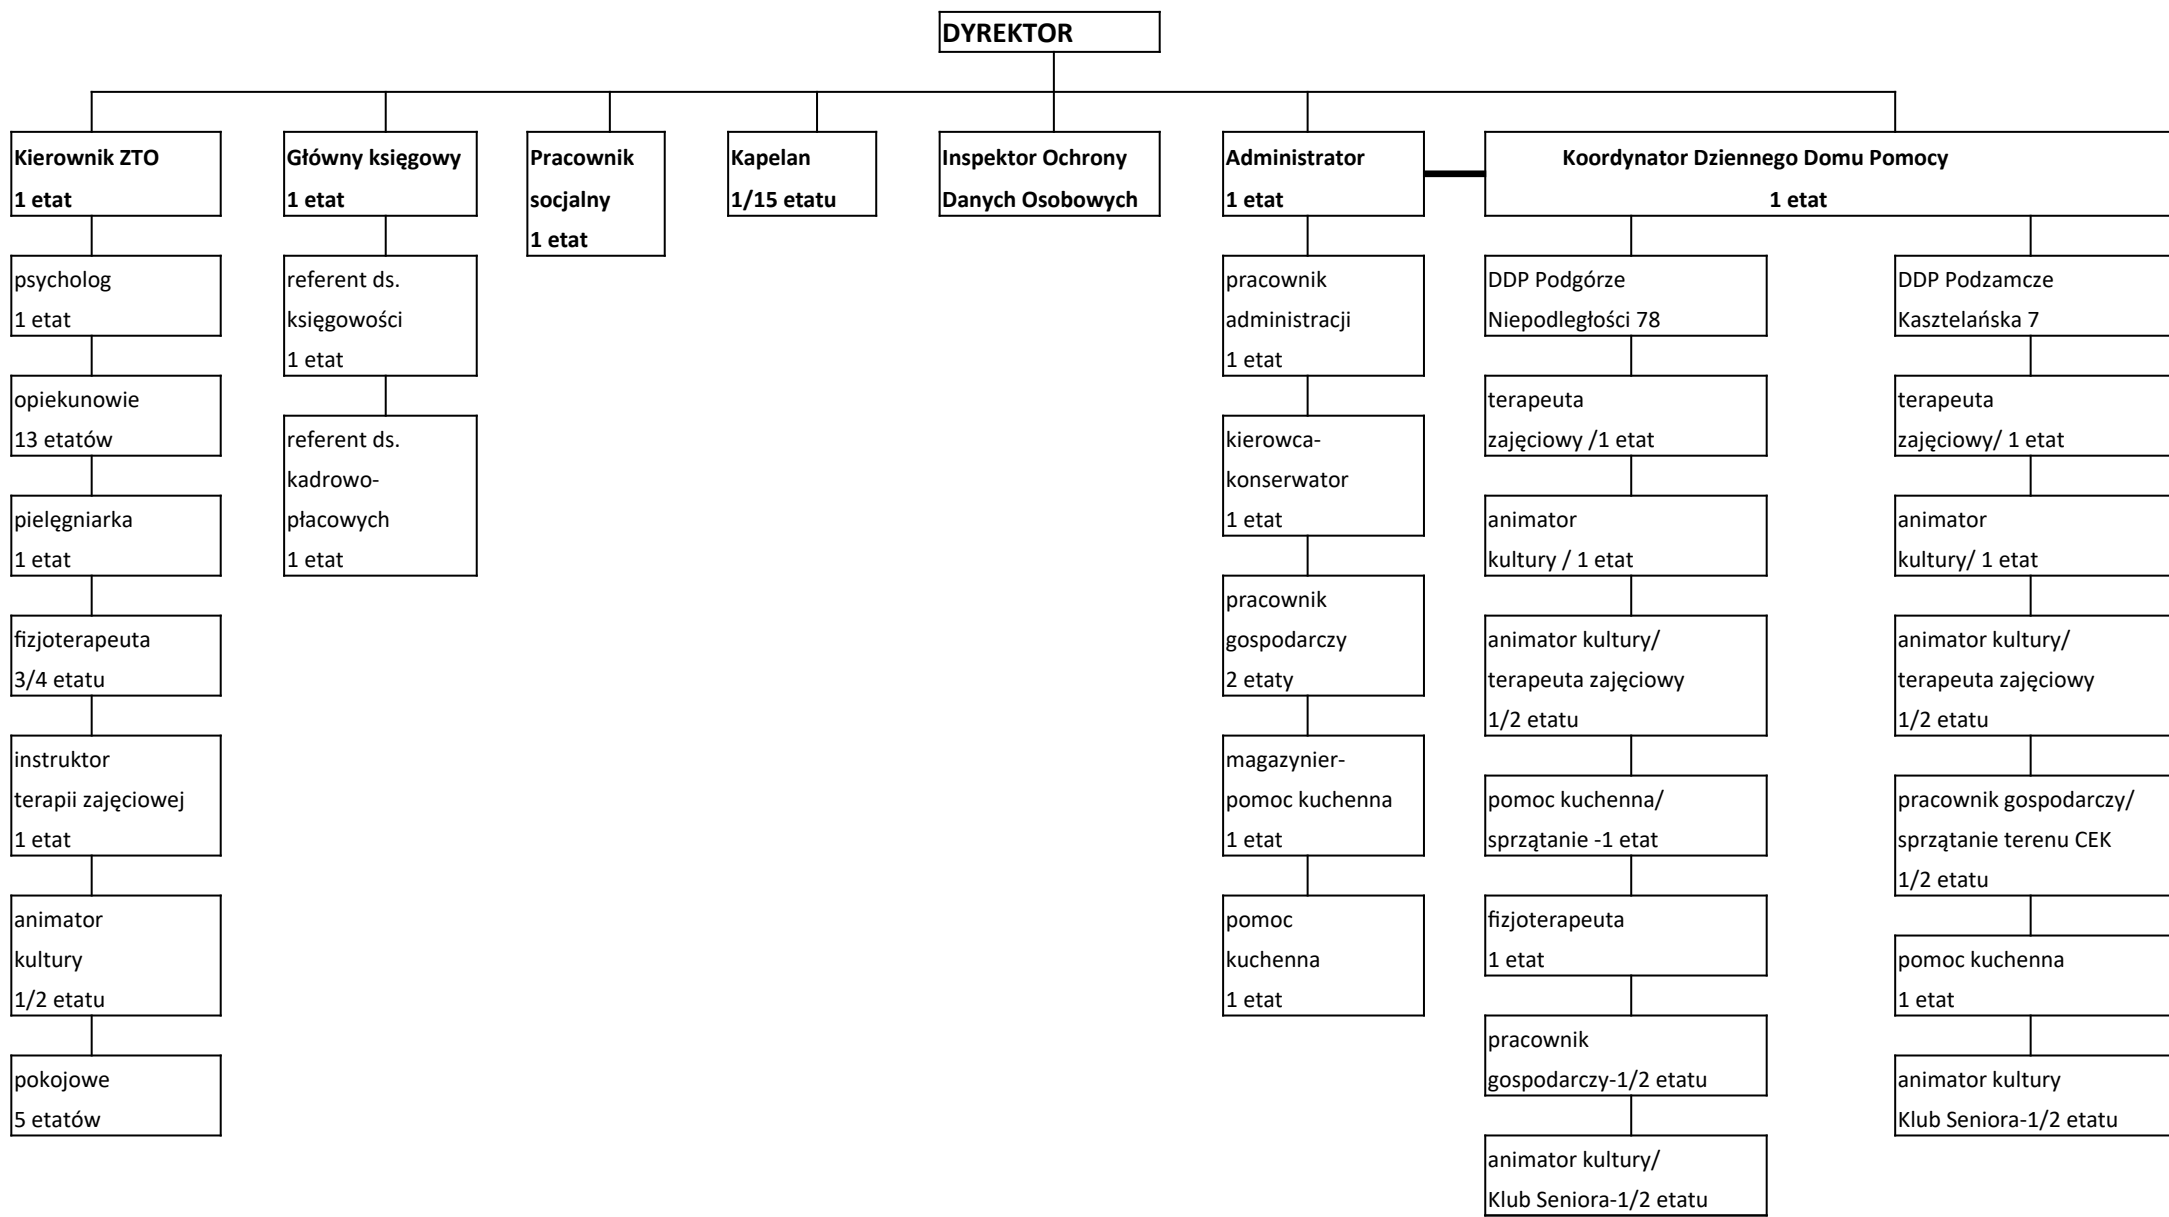 DYREKTOR
Kierownik ZTO
1 etat
psycholog
1 etat
opiekunowie
13 etatów
pielęgniarka
1 etat
fizjoterapeuta
3/4 etatu
instruktor
terapii zajęciowej
1 etat
animator
kultury
1/2 etatu
pokojowe
5 etatów
Główny księgowy
1 etat
referent ds.
księgowości
1 etat
referent ds.
kadrowo-
płacowych
1 etat
Pracownik
socjalny
1 etat
Kapelan
1/15 etatu
Inspektor Ochrony
Danych Osobowych
Administrator
1 etat
pracownik
administracji
1 etat
kierowca-
konserwator
1 etat
pracownik
gospodarczy
2 etaty
magazynier-
pomoc kuchenna
1 etat
pomoc
kuchenna
1 etat
Koordynator Dziennego Domu Pomocy
1 etat
DDP Podgórze
Niepodległości 78
terapeuta
zajęciowy /1 etat
animator
kultury / 1 etat
animator kultury/
terapeuta zajęciowy
1/2 etatu
pomoc kuchenna/
sprzątanie -1 etat
fizjoterapeuta
1 etat
pracownik
gospodarczy-1/2 etatu
animator kultury/
Klub Seniora-1/2 etatu
DDP Podzamcze
Kasztelańska 7
terapeuta
zajęciowy/ 1 etat
animator
kultury/ 1 etat
animator kultury/
terapeuta zajęciowy
1/2 etatu
pracownik gospodarczy/
sprzątanie terenu CEK
1/2 etatu
pomoc kuchenna
1 etat
animator kultury
Klub Seniora-1/2 etatu